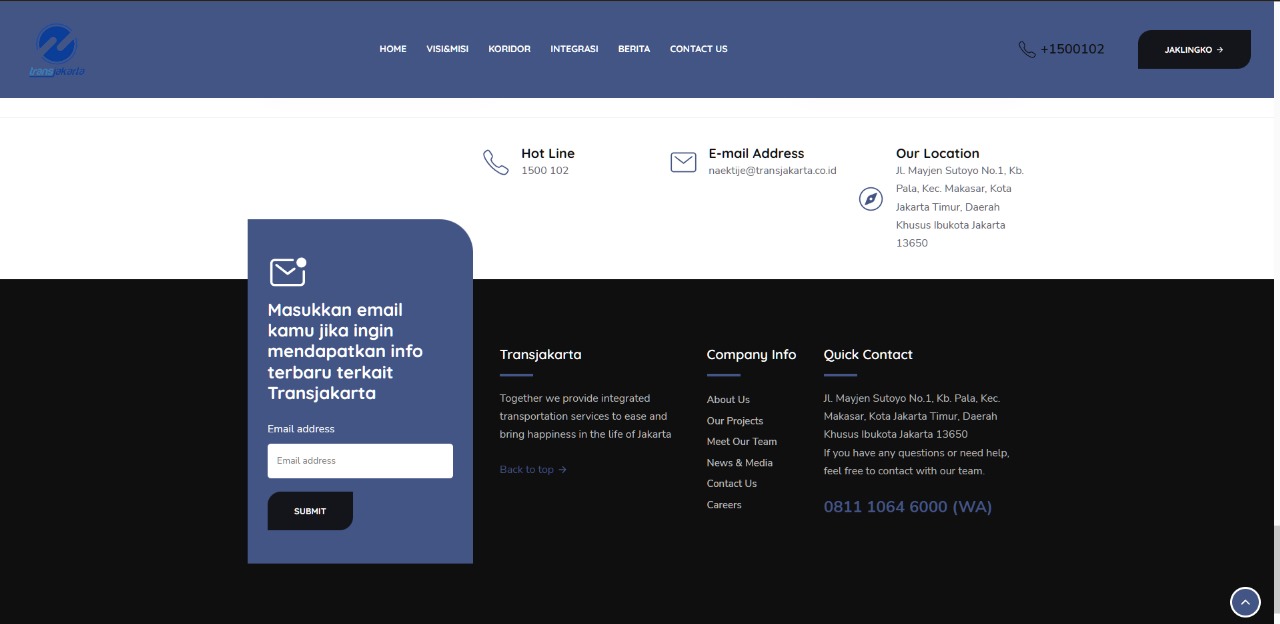 transjakarta
HOME
VISI&MISI
KORIDOR
INTEGRASI
BERITA
CONTACT US
+1500102
JAKLINGKO →
Hot Line
1500 102
E-mail Address
naektije@transjakarta.co.id
Our Location
Jl. Mayjen Sutoyo No.1, Kb.
Pala, Kec. Makasar, Kota
Jakarta Timur, Daerah
Khusus Ibukota Jakarta
13650
Masukkan email
kamu jika ingin
mendapatkan info
terbaru terkait
Transjakarta
Email address
Email address
SUBMIT
Transjakarta
Together we provide integrated
transportation services to ease and
bring happiness in the life of Jakarta
Back to top →
Company Info
About Us
Our Projects
Meet Our Team
News & Media
Contact Us
Careers
Quick Contact
Jl. Mayjen Sutoyo No.1, Kb. Pala, Kec.
Makasar, Kota Jakarta Timur, Daerah
Khusus Ibukota Jakarta 13650
If you have any questions or need help,
feel free to contact with our team.
0811 1064 6000 (WA)